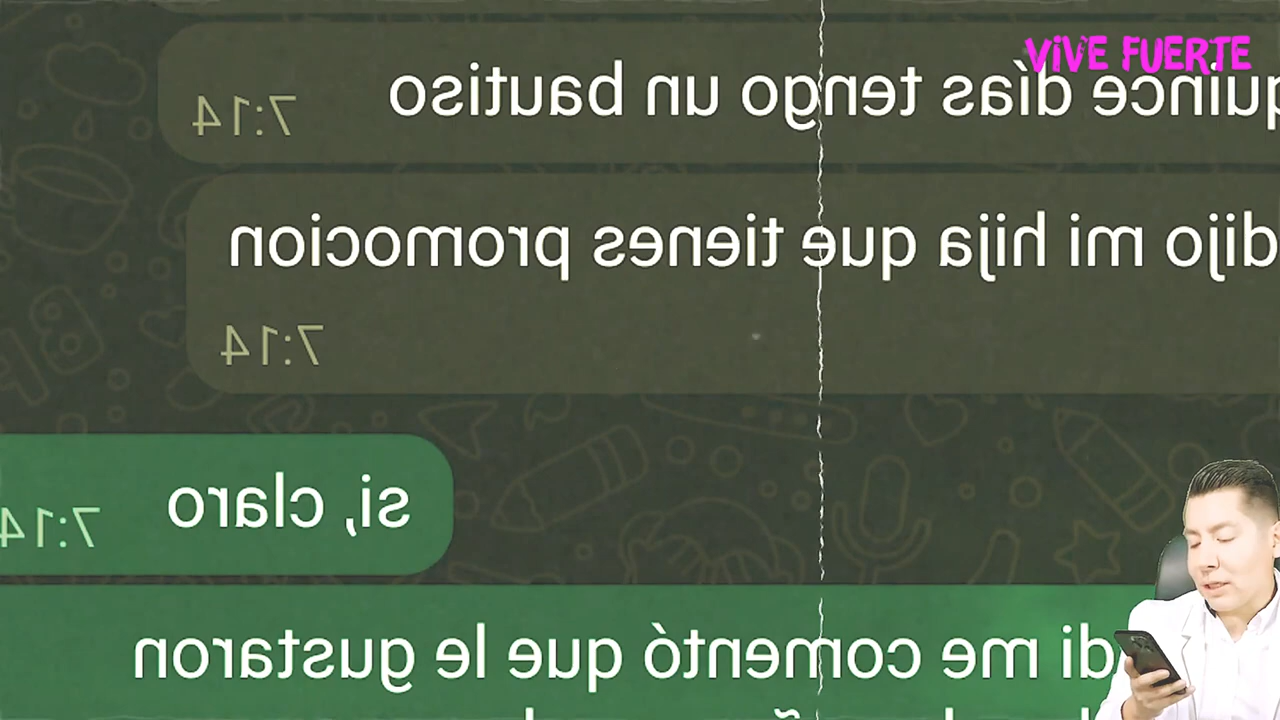 VIVE FUERTE
quince días tengo un bautiso
7:14
dijo mi hija que tienes promocion
7:14
si, claro
7:14
di me comentó que le gustaron